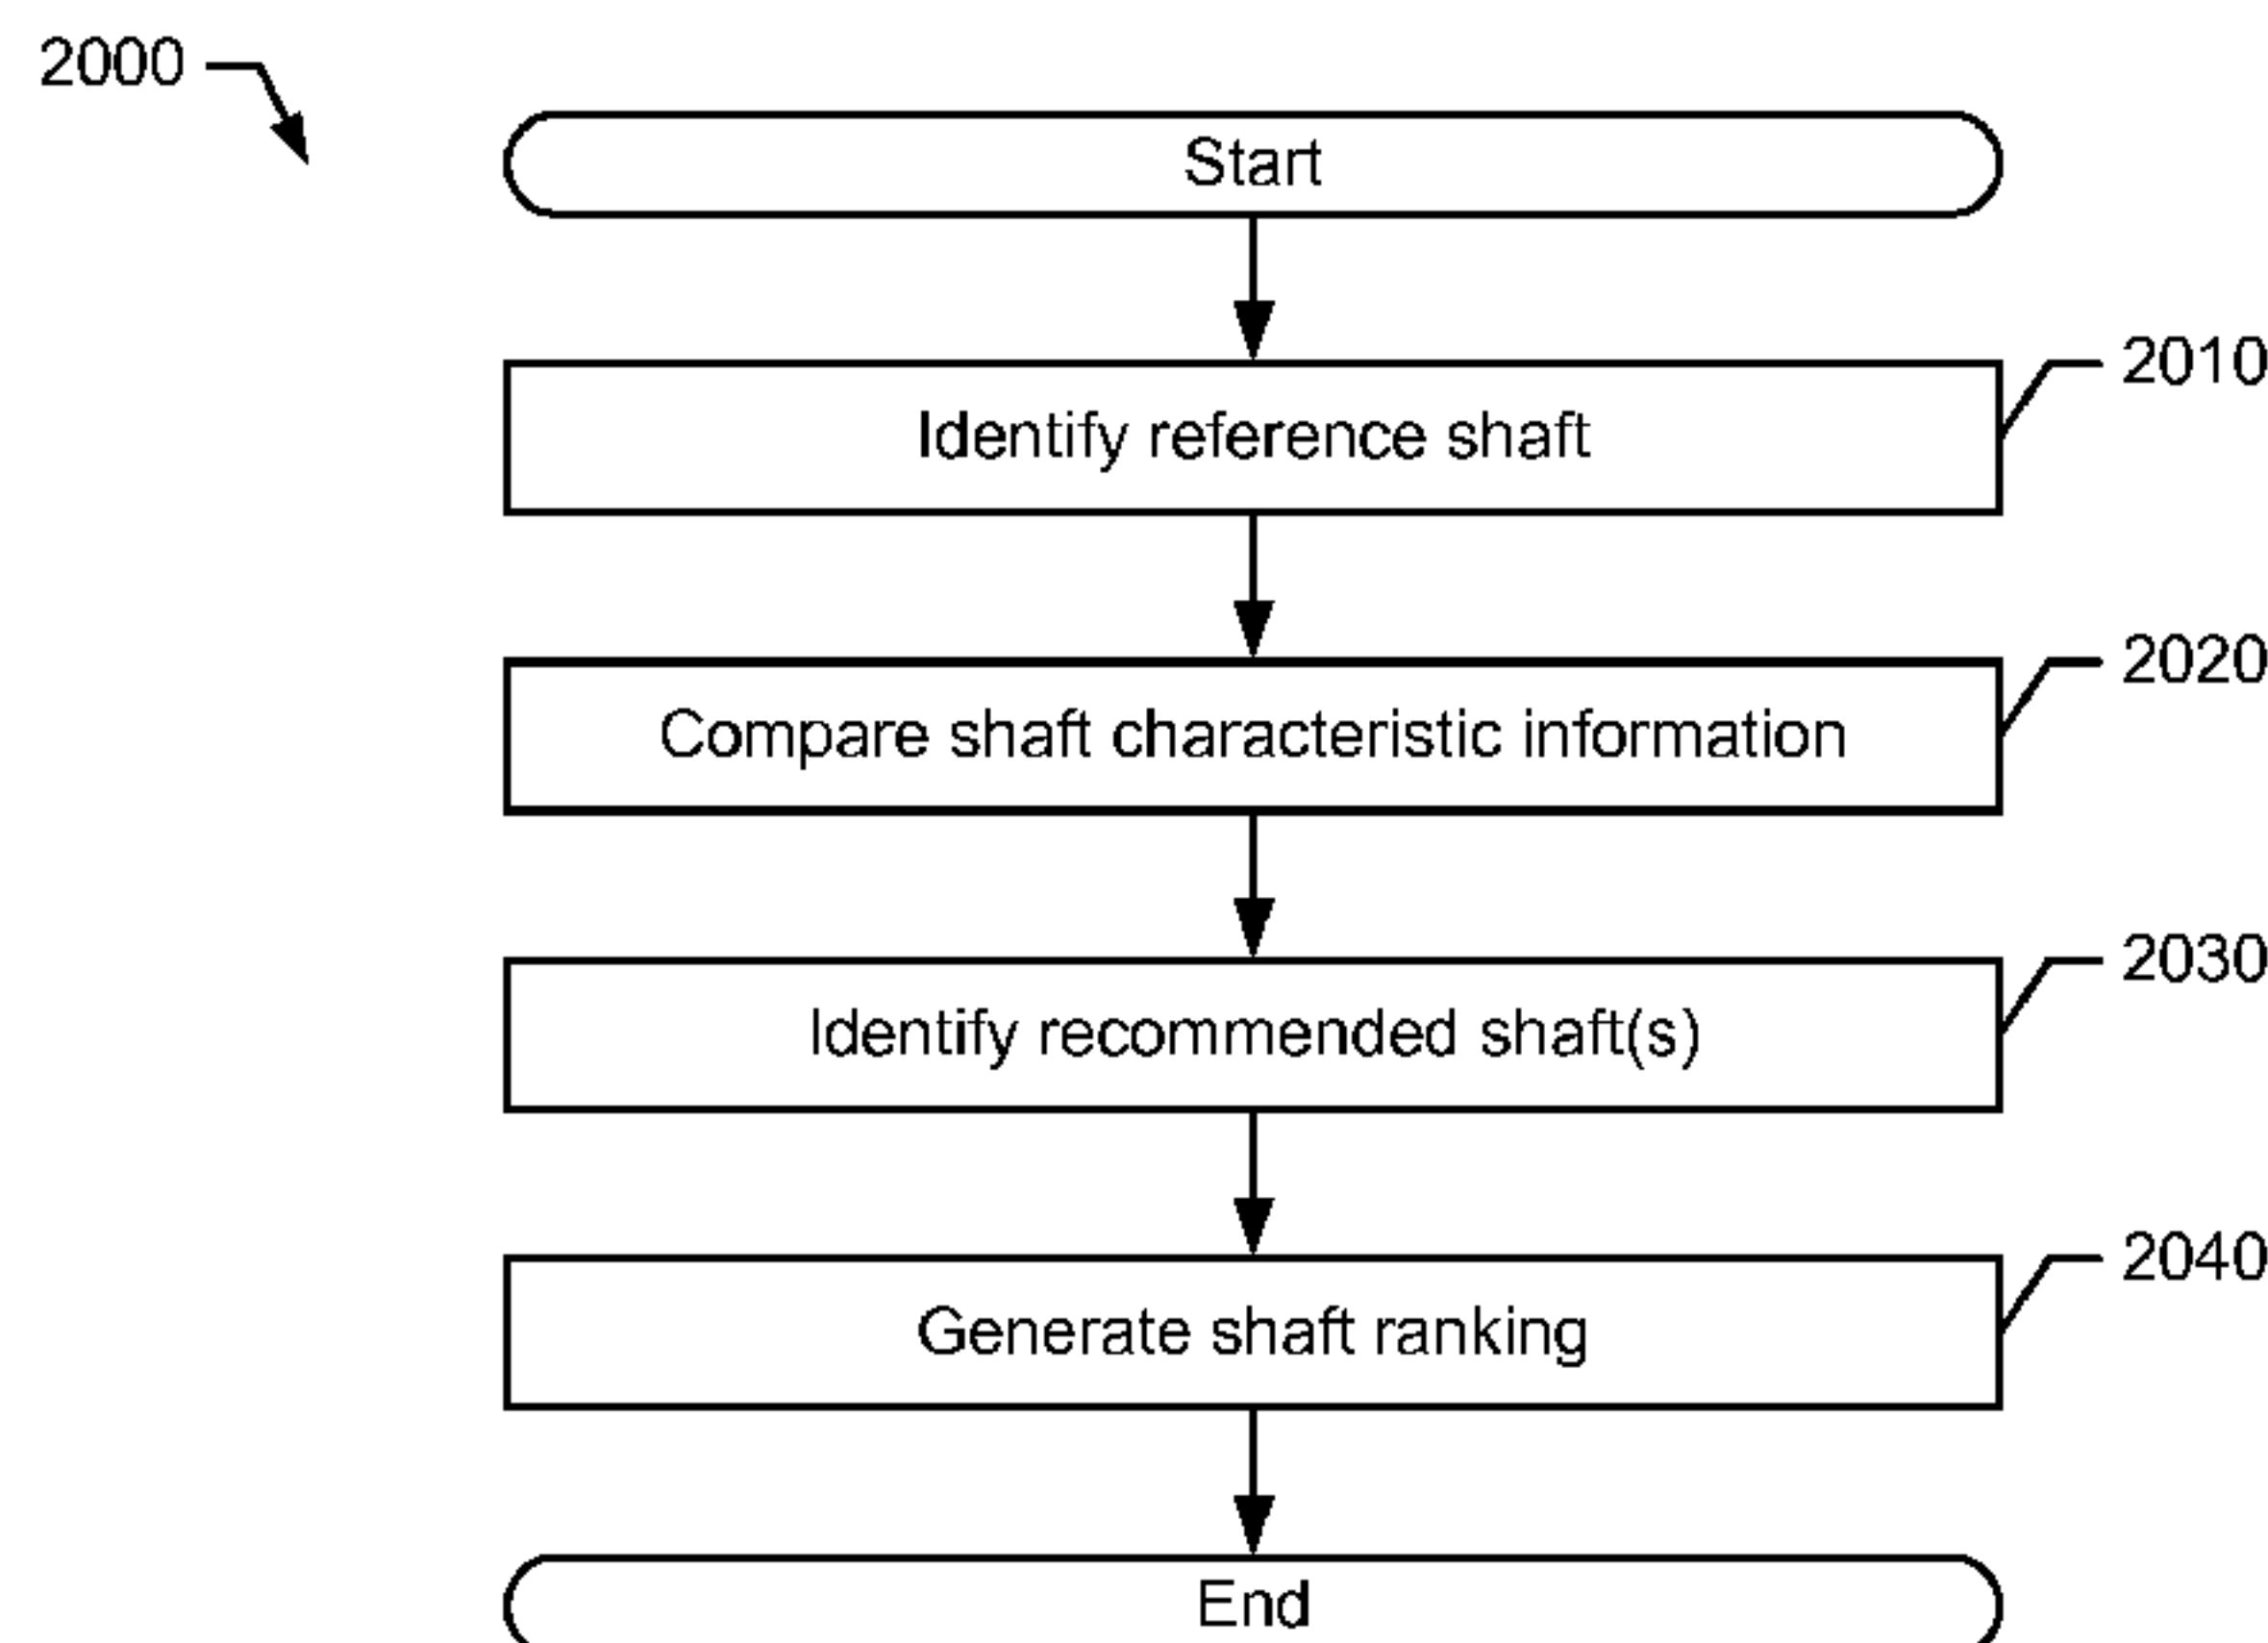 2000
Start
2010
Identify reference shaft
2020
Compare shaft characteristic information
2030
Identify recommended shaft(s)
2040
Generate shaft ranking
End